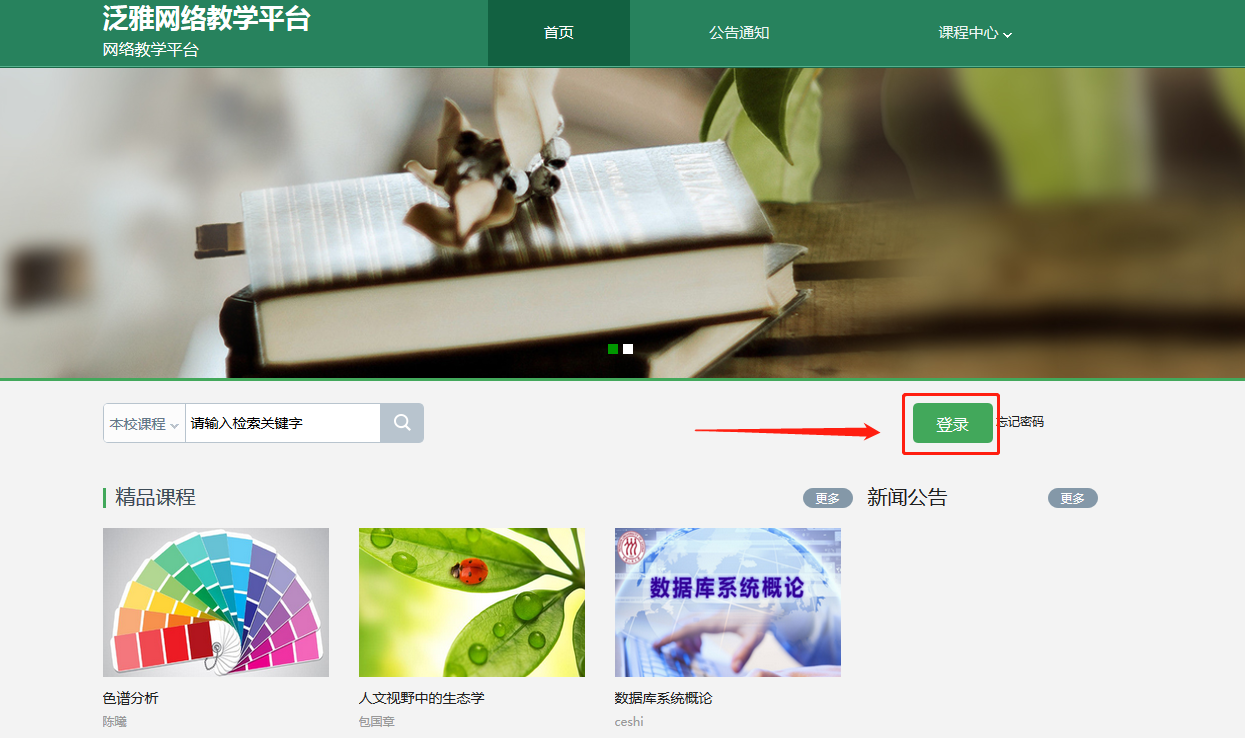 泛雅网络教学平台
网络教学平台
首页
公告通知
课程中心
本校课程
请输入检索关键字
登录
忘记密码
精品课程
更多
新闻公告
更多
数据库系统概论
色谱分析
人文视野中的生态学
数据库系统概论
陈曦
包国章
ceshi